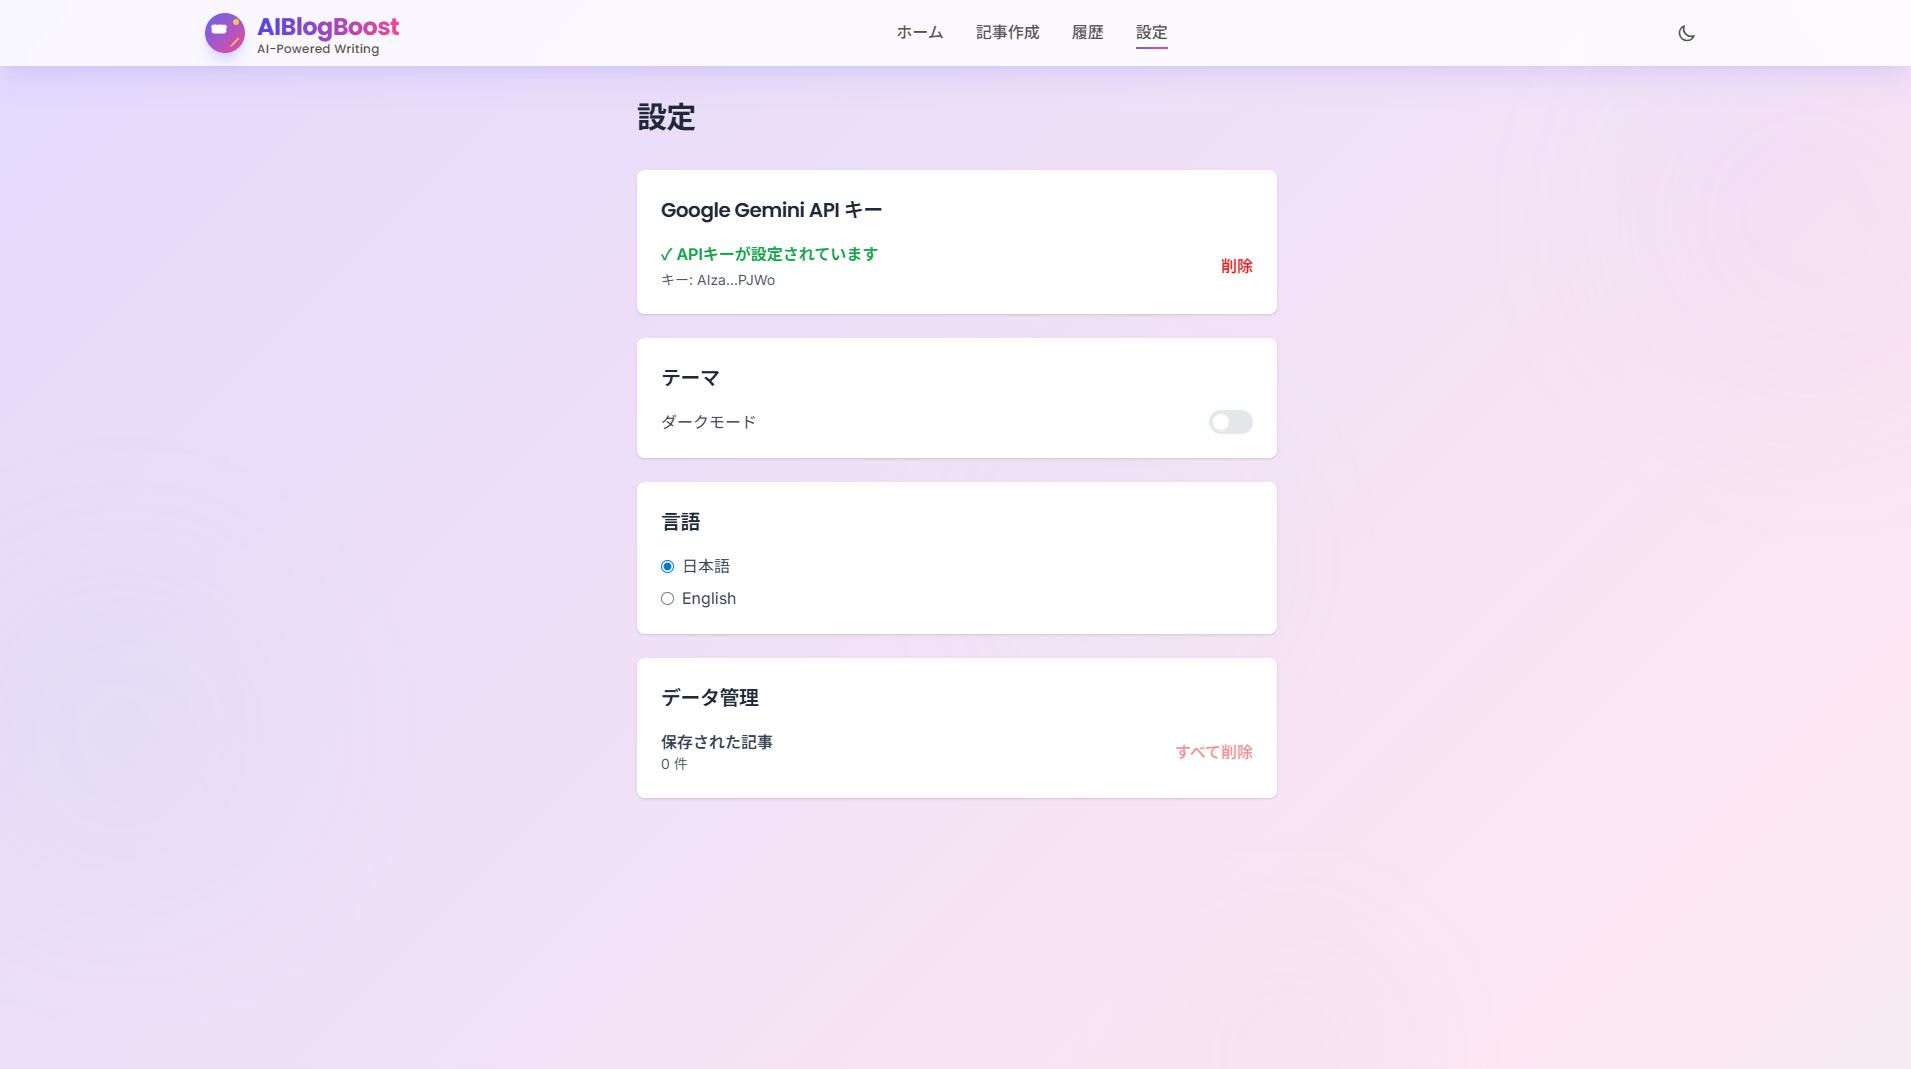 AIBlogBoost
AI-Powered Writing
ホーム
記事作成
履歴
設定
設定
Google Gemini API キー
✓ APIキーが設定されています
キー: AIza...PJWo
削除
テーマ
ダークモード
言語
日本語
English
データ管理
保存された記事
0 件
すべて削除